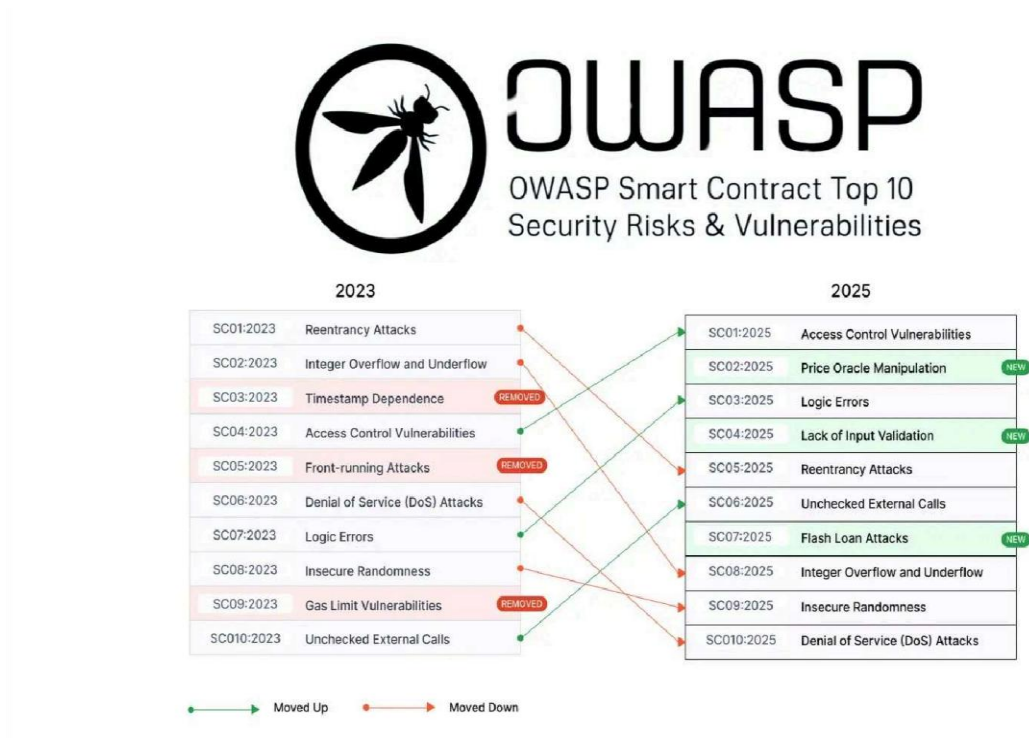 OWASP
OWASP Smart Contract Top 10
Security Risks & Vulnerabilities
2023
SC01:2023 Reentrancy Attacks
SC02:2023 Integer Overflow and Underflow
SC03:2023 Timestamp Dependence REMOVED
SC04:2023 Access Control Vulnerabilities
SC05:2023 Front-running Attacks REMOVED
SC06:2023 Denial of Service (DoS) Attacks
SC07:2023 Logic Errors
SC08:2023 Insecure Randomness
SC09:2023 Gas Limit Vulnerabilities REMOVED
SC010:2023 Unchecked External Calls
2025
SC01:2025 Access Control Vulnerabilities
SC02:2025 Price Oracle Manipulation NEW
SC03:2025 Logic Errors
SC04:2025 Lack of Input Validation NEW
SC05:2025 Reentrancy Attacks
SC06:2025 Unchecked External Calls
SC07:2025 Flash Loan Attacks NEW
SC08:2025 Integer Overflow and Underflow
SC09:2025 Insecure Randomness
SC010:2025 Denial of Service (DoS) Attacks
Moved Up Moved Down